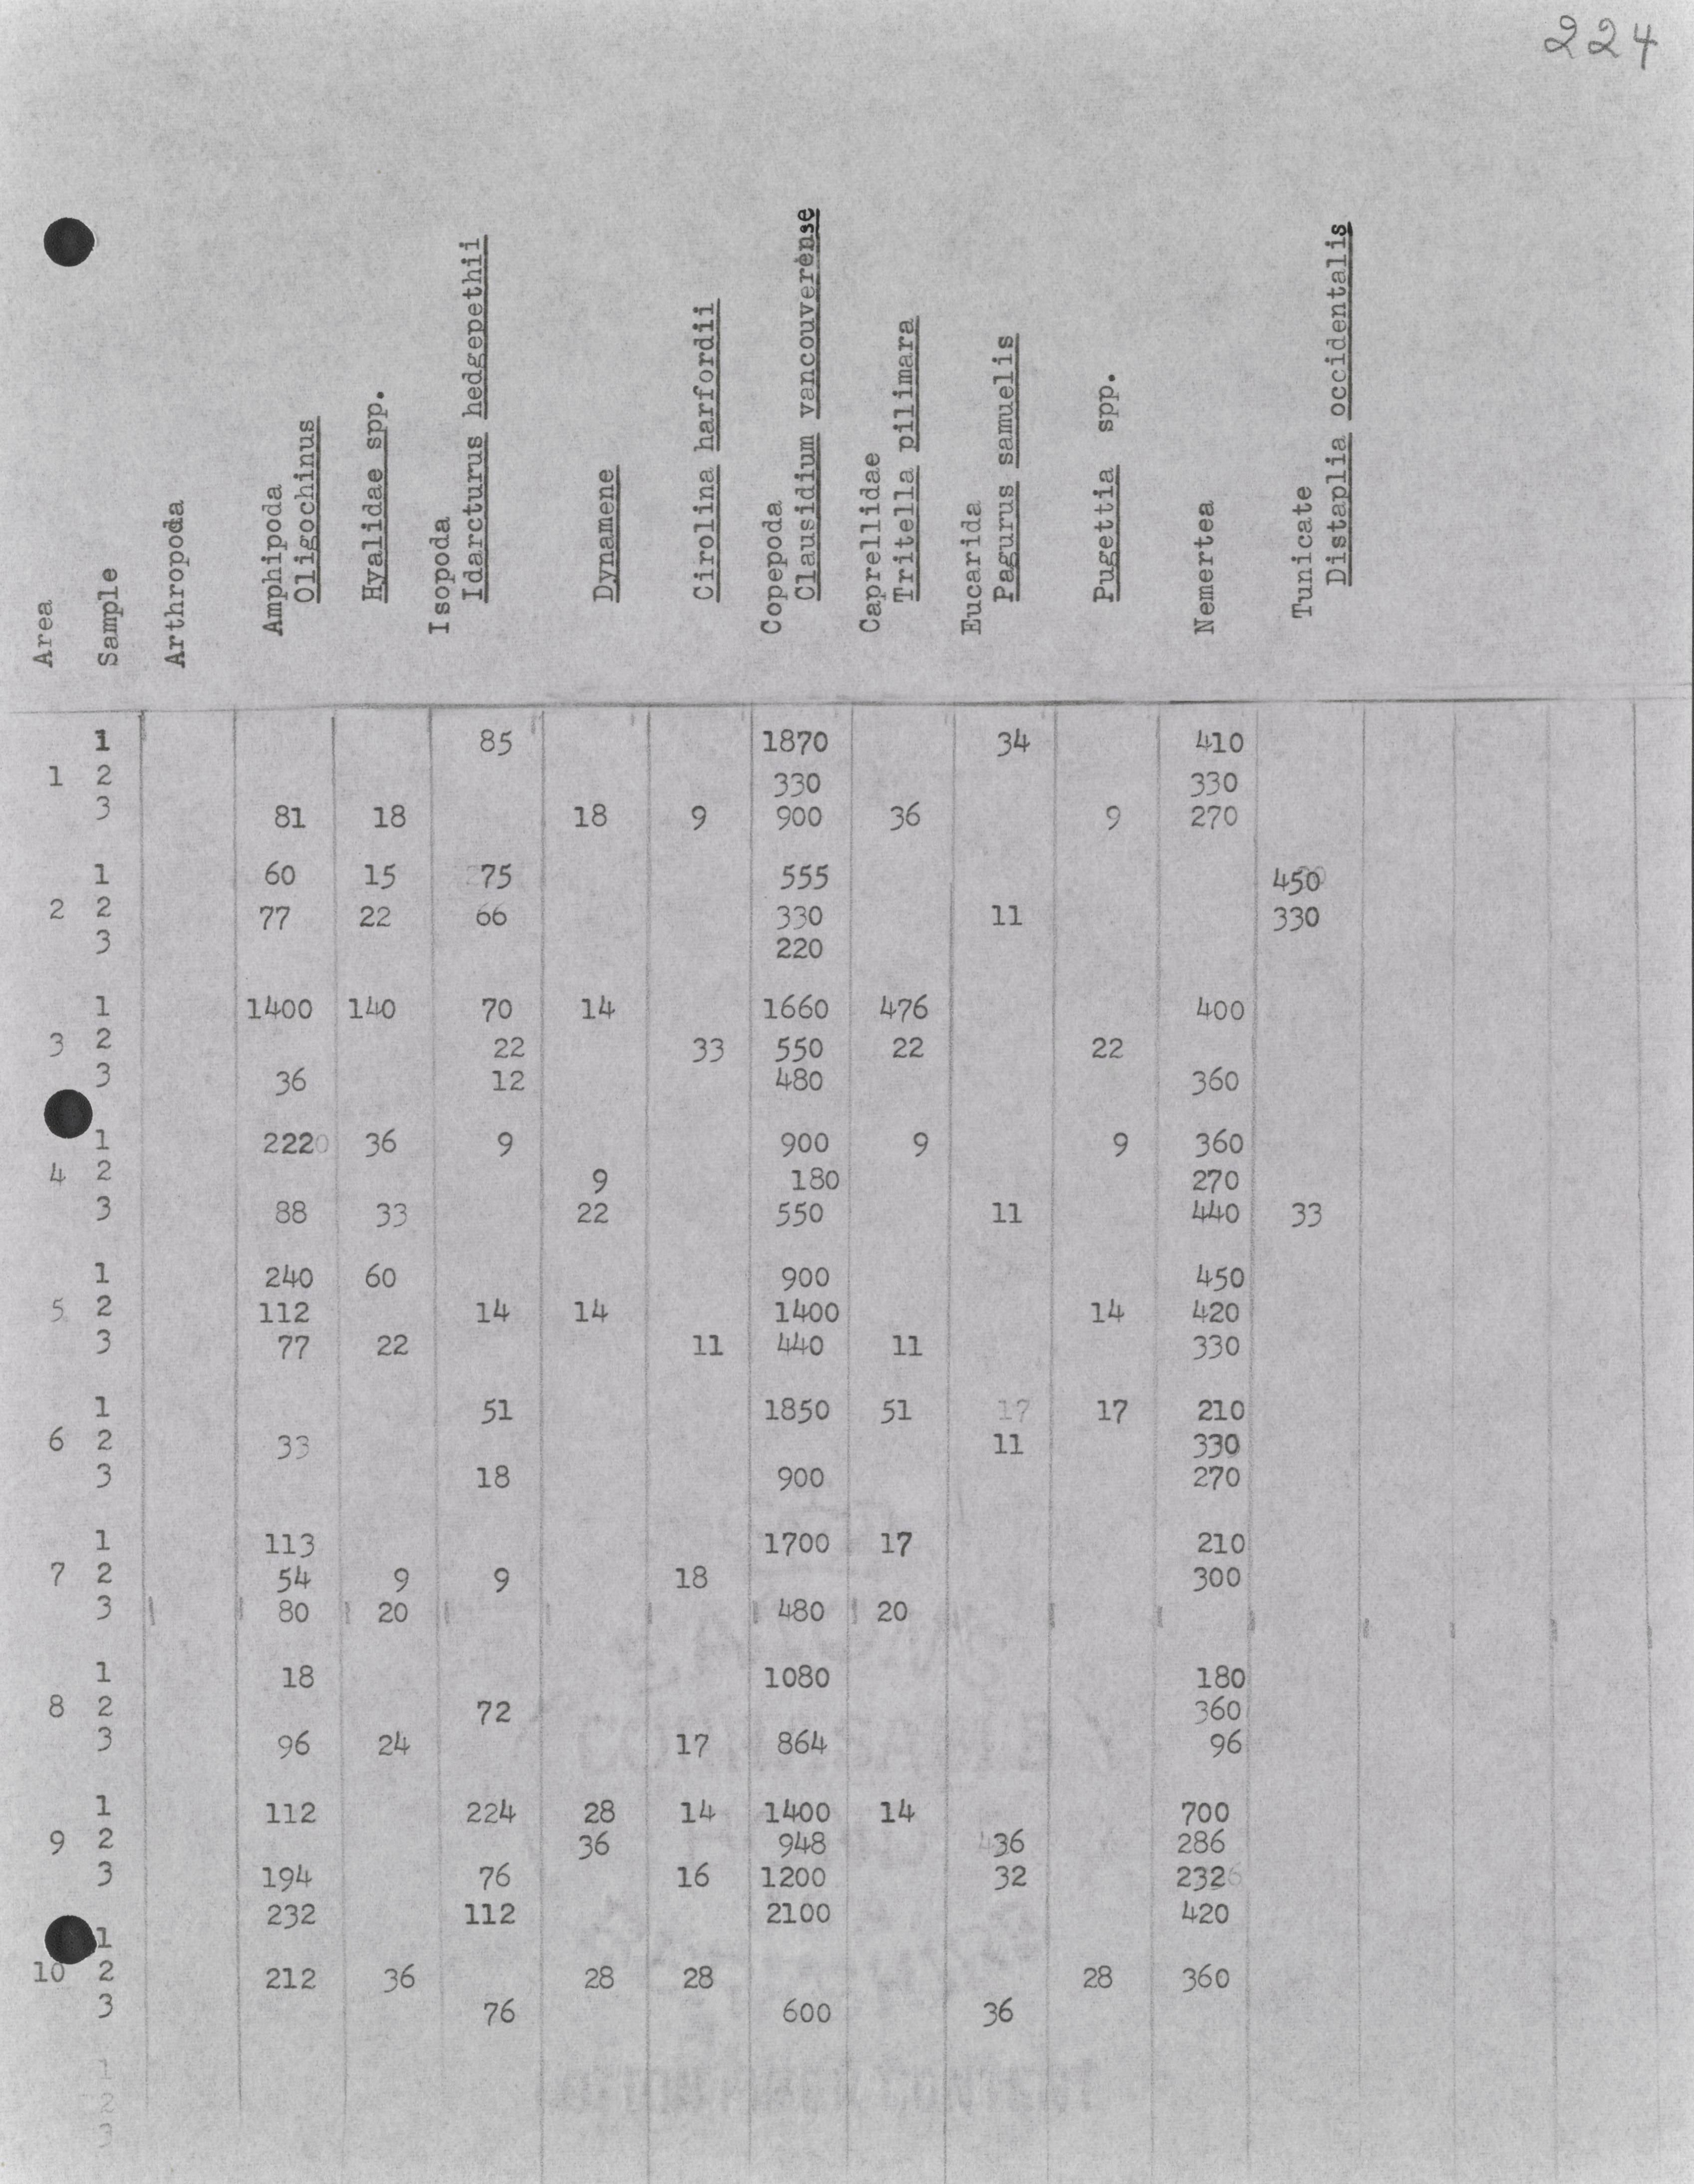 224
Area
Sample
Arthropoda
Amphipoda
Oligochinus
Hyalidae spp.
Isopoda
Idarcturus hedgepethii
Dynamene
Cirolina harfordii
Copepoda
Clausidium vancouverense
Caprellidae
Tritella pilimara
Eucarida
Pagurus samuelis
Pugettia spp.
Nemertea
Tunicate
Distaplia occidentalis
1 85 1870 34 410
1 2 330 330
3 81 18 18 9 900 36 9 270
1 60 15 75 555 450
2 2 77 22 66 330 11 330
3 220
1 1400 140 70 14 1660 476 400
3 2 22 33 550 22 22
3 36 12 480 360
1 222 36 9 900 9 9 360
4 2 9 180 270
3 88 33 22 550 11 440 33
1 240 60 900 450
5 2 112 14 14 1400 14 420
3 77 22 11 440 11 330
1 51 1850 51 17 17 210
6 2 33 11 330
3 18 900 270
1 113 1700 17 210
7 2 54 9 9 18 300
3 80 20 480 20
1 18 1080 180
8 2 72 360
3 96 24 17 864 96
1 112 224 28 14 1400 14 700
9 2 36 948 36 286
3 194 76 16 1200 32 232
232 112 2100 420
1
10 2 212 36 28 28 28 360
3 76 600 36
1
2
3